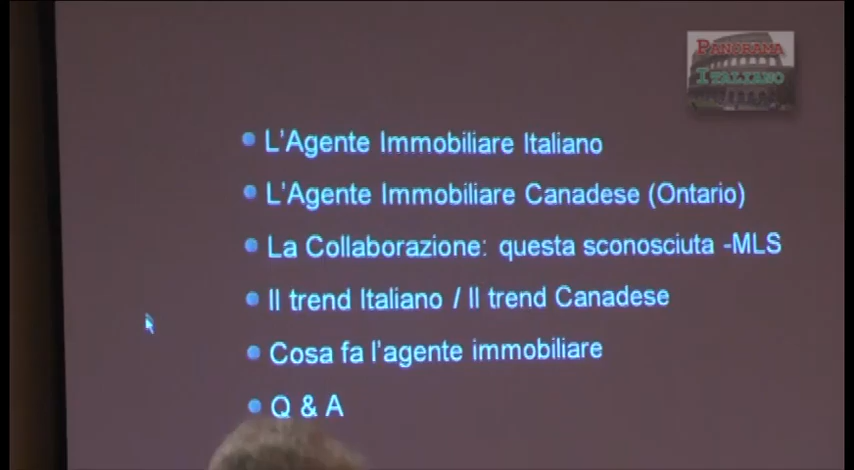 PANORAMA
ITALIANO
L'Agente Immobiliare Italiano
L'Agente Immobiliare Canadese (Ontario)
La Collaborazione: questa sconosciuta -MLS
Il trend Italiano / Il trend Canadese
Cosa fa l'agente immobiliare
Q & A